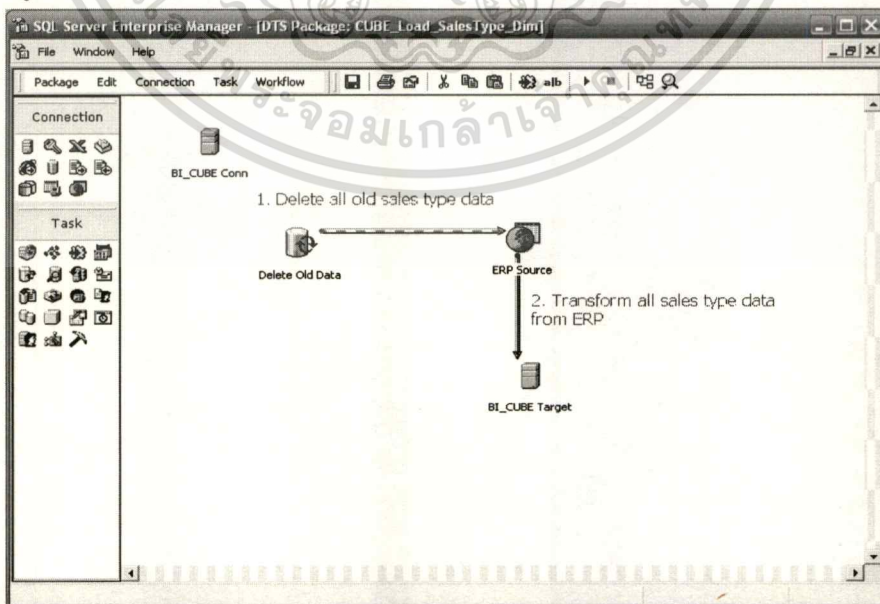 SQL Server Enterprise Manager - [DTS Package: CUBE_Load_SalesType_Dim]
File Window Help
Package Edit Connection Task Workflow
Connection
BI_CUBE Conn
1. Delete all old sales type data
Task
Delete Old Data
ERP Source
2. Transform all sales type data
from ERP
BI_CUBE Target